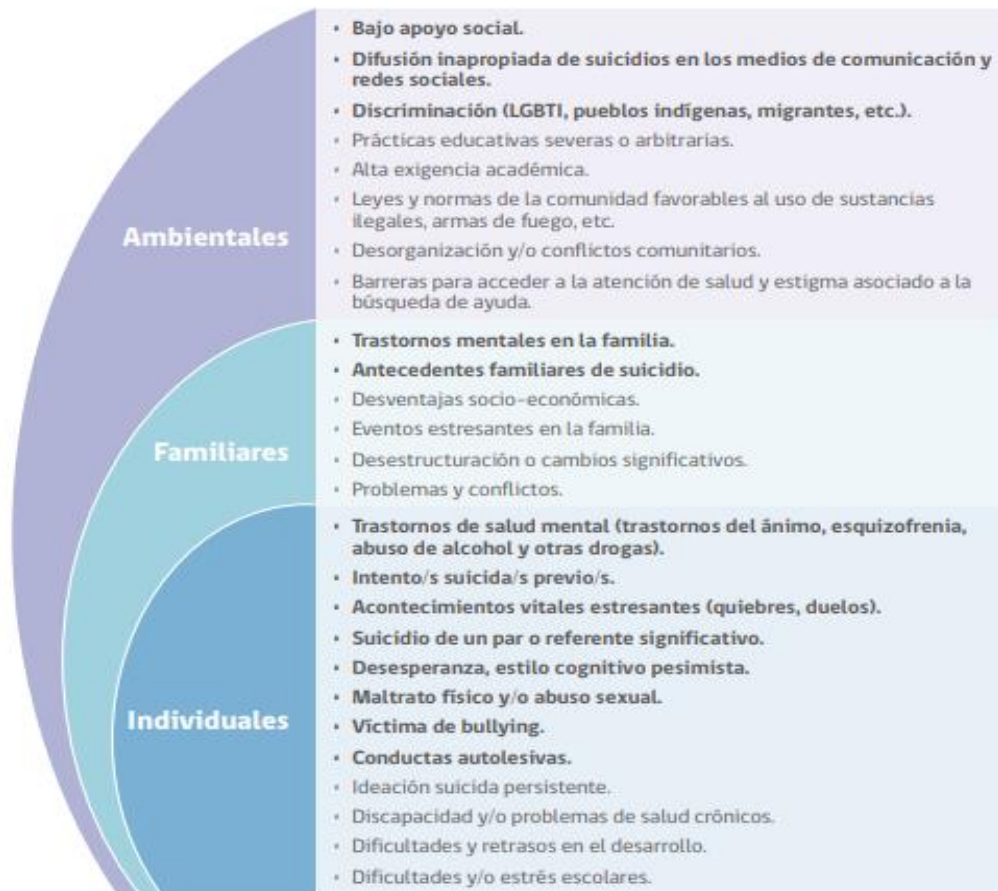 Ambientales
• Bajo apoyo social.
• Difusión inapropiada de suicidios en los medios de comunicación y
redes sociales.
• Discriminación (LGBTI, pueblos indígenas, migrantes, etc.).
• Prácticas educativas severas o arbitrarias.
• Alta exigencia académica.
• Leyes y normas de la comunidad favorables al uso de sustancias
ilegales, armas de fuego, etc.
• Desorganización y/o conflictos comunitarios.
• Barreras para acceder a la atención de salud y estigma asociado a la
búsqueda de ayuda.
Familiares
• Trastornos mentales en la familia.
• Antecedentes familiares de suicidio.
• Desventajas socio-económicas.
• Eventos estresantes en la familia.
• Desestructuración o cambios significativos.
• Problemas y conflictos.
Individuales
• Trastornos de salud mental (trastornos del ánimo, esquizofrenia,
abuso de alcohol y otras drogas).
• Intento/s suicida/s previo/s.
• Acontecimientos vitales estresantes (quiebres, duelos).
• Suicidio de un par o referente significativo.
• Desesperanza, estilo cognitivo pesimista.
• Maltrato físico y/o abuso sexual.
• Víctima de bullying.
• Conductas autolesivas.
• Ideación suicida persistente.
• Discapacidad y/o problemas de salud crónicos.
• Dificultades y retrasos en el desarrollo.
• Dificultades y/o estrés escolares.